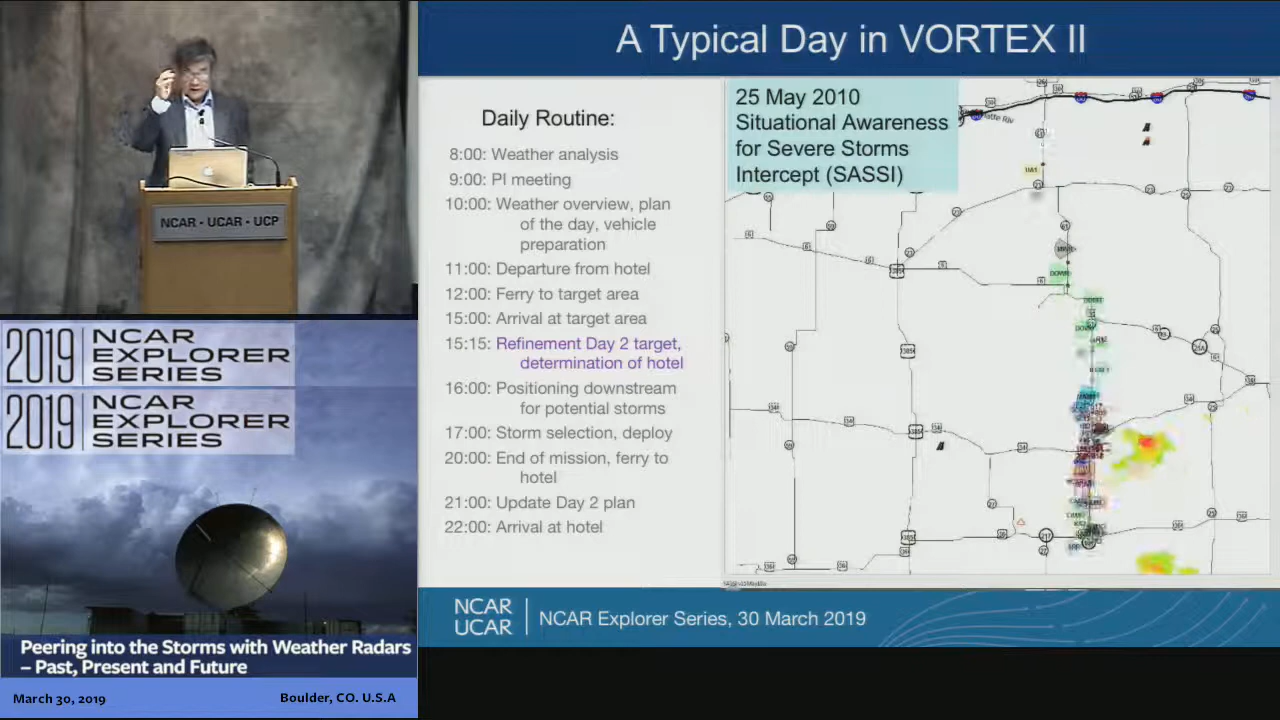 A Typical Day in VORTEX II
NCAR - UCAR - UCP
Daily Routine:
8:00: Weather analysis
9:00: PI meeting
10:00: Weather overview, plan
of the day, vehicle
preparation
11:00: Departure from hotel
12:00: Ferry to target area
15:00: Arrival at target area
15:15: Refinement Day 2 target,
determination of hotel
16:00: Positioning downstream
for potential storms
17:00: Storm selection, deploy
20:00: End of mission, ferry to
hotel
21:00: Update Day 2 plan
22:00: Arrival at hotel
25 May 2010
Situational Awareness
for Severe Storms
Intercept (SASSI)
2019 NCAR
EXPLORER
SERIES
2019 NCAR
EXPLORER
SERIES
Peering into the Storms with Weather Radars
– Past, Present and Future
March 30, 2019
Boulder, CO. U.S.A
NCAR
UCAR
NCAR Explorer Series, 30 March 2019